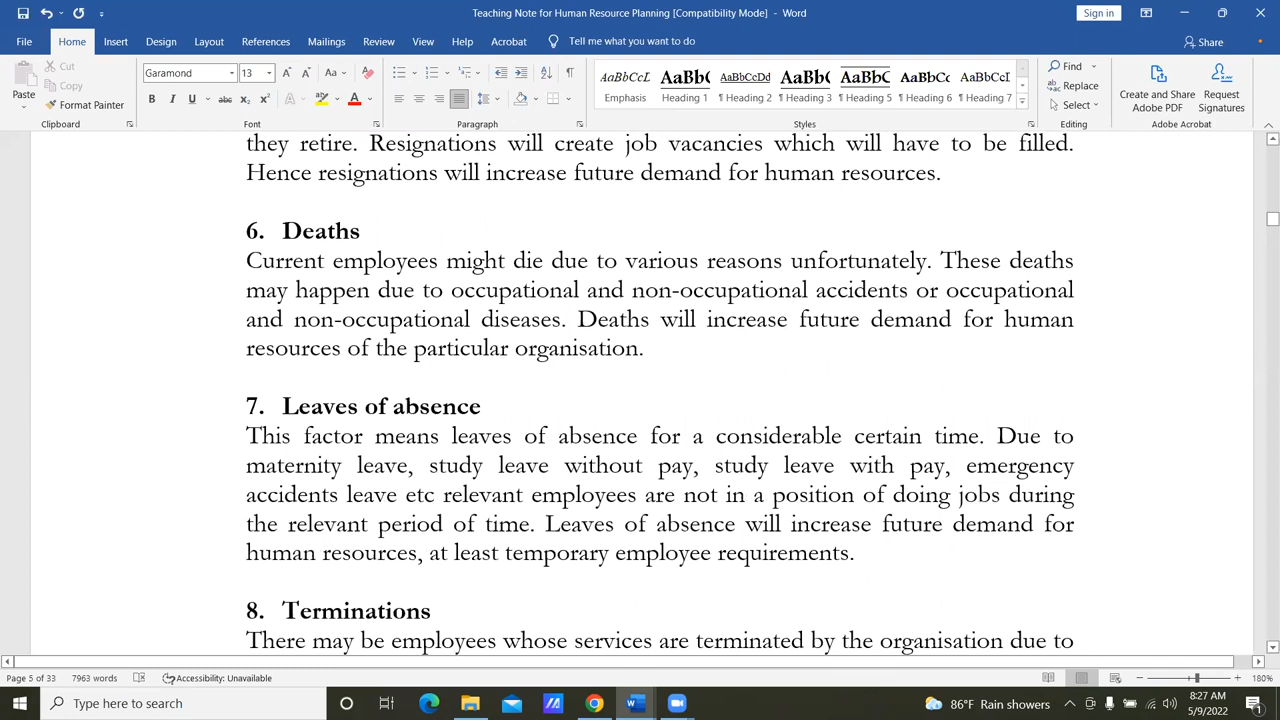 Teaching Note for Human Resource Planning [Compatibility Mode] - Word
Sign in
File Home Insert Design Layout References Mailings Review View Help Acrobat Tell me what you want to do Share
Paste
Cut
Copy
Format Painter
Clipboard
Garamond 13
Font
Paragraph
AaBbCcL AaBb( AaBbCcDd AaBb( AaBbC AaBbCc AaBbCcI
Emphasis Heading 1 ¶ Heading 2 ¶ Heading 3 ¶ Heading 5 ¶ Heading 6 ¶ Heading 7
Styles
Find
Replace
Select
Editing
Create and Share Adobe PDF
Request Signatures
Adobe Acrobat
they retire. Resignations will create job vacancies which will have to be filled.
Hence resignations will increase future demand for human resources.
6. Deaths
Current employees might die due to various reasons unfortunately. These deaths
may happen due to occupational and non-occupational accidents or occupational
and non-occupational diseases. Deaths will increase future demand for human
resources of the particular organisation.
7. Leaves of absence
This factor means leaves of absence for a considerable certain time. Due to
maternity leave, study leave without pay, study leave with pay, emergency
accidents leave etc relevant employees are not in a position of doing jobs during
the relevant period of time. Leaves of absence will increase future demand for
human resources, at least temporary employee requirements.
8. Terminations
There may be employees whose services are terminated by the organisation due to
Page 5 of 33 7963 words Accessibility: Unavailable 180%
Type here to search
86°F Rain showers
8:27 AM
5/9/2022